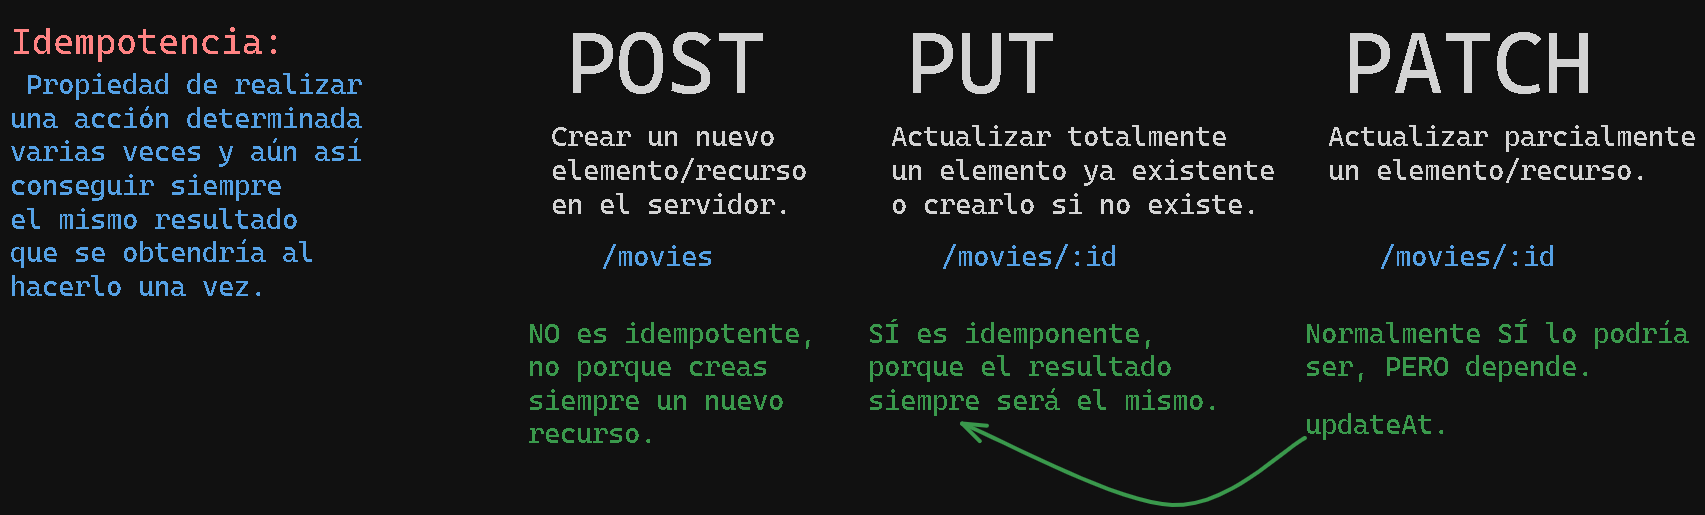 Idempotencia:
Propiedad de realizar
una acción determinada
varias veces y aún así
conseguir siempre
el mismo resultado
que se obtendría al
hacerlo una vez.
POST
Crear un nuevo
elemento/recurso
en el servidor.
/movies
NO es idempotente,
no porque creas
siempre un nuevo
recurso.
PUT
Actualizar totalmente
un elemento ya existente
o crearlo si no existe.
/movies/:id
SÍ es idemponente,
porque el resultado
siempre será el mismo.
PATCH
Actualizar parcialmente
un elemento/recurso.
/movies/:id
Normalmente SÍ lo podría
ser, PERO depende.
updateAt.